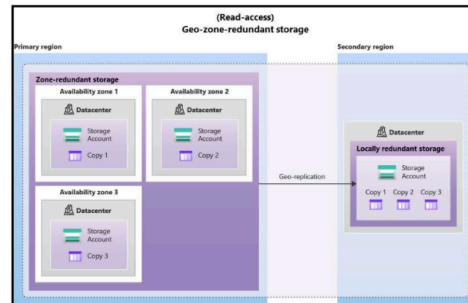 (Read-access)
Geo-zone-redundant storage
Primary region
Secondary region
Zone-redundant storage
Availability zone 1
Datacenter
Storage
Account
Copy 1
Availability zone 2
Datacenter
Storage
Account
Copy 2
Availability zone 3
Datacenter
Storage
Account
Copy 3
Geo-replication
Datacenter
Locally redundant storage
Storage
Account
Copy 1 Copy 2 Copy 3